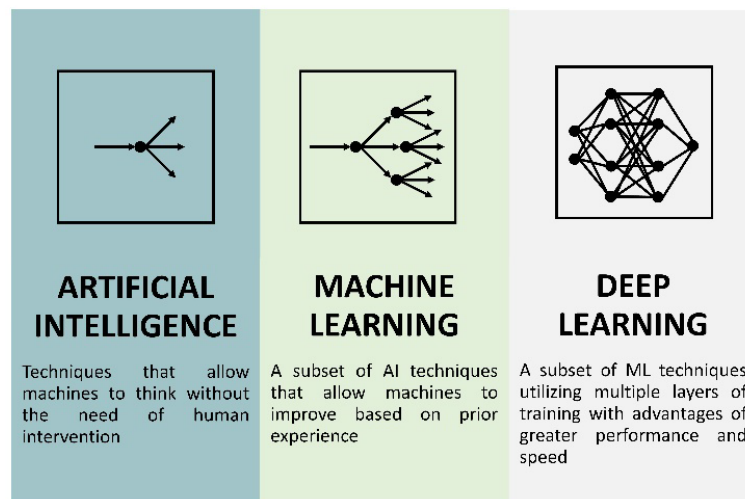 ARTIFICIAL
INTELLIGENCE
Techniques that allow
machines to think without
the need of human
intervention
MACHINE
LEARNING
A subset of AI techniques
that allow machines to
improve based on prior
experience
DEEP
LEARNING
A subset of ML techniques
utilizing multiple layers of
training with advantages of
greater performance and
speed